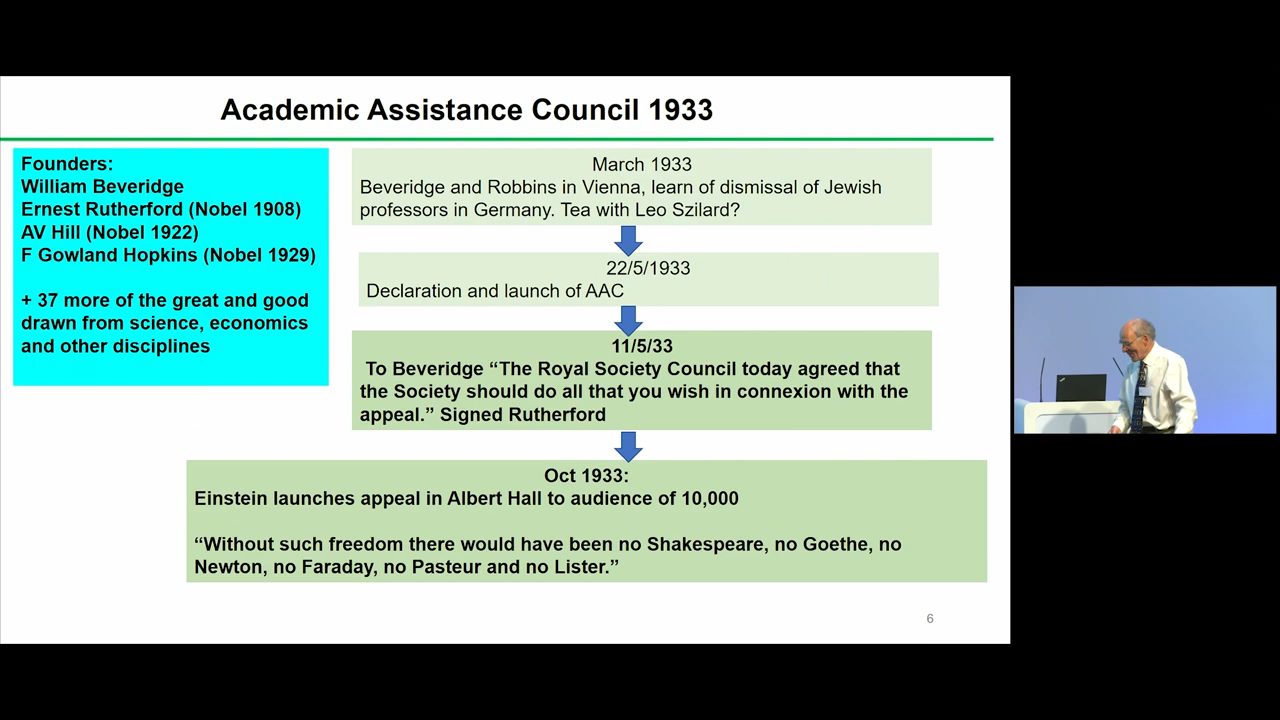 Academic Assistance Council 1933
Founders:
William Beveridge
Ernest Rutherford (Nobel 1908)
AV Hill (Nobel 1922)
F Gowland Hopkins (Nobel 1929)
+ 37 more of the great and good
drawn from science, economics
and other disciplines
March 1933
Beveridge and Robbins in Vienna, learn of dismissal of Jewish
professors in Germany. Tea with Leo Szilard?
22/5/1933
Declaration and launch of AAC
11/5/33
To Beveridge “The Royal Society Council today agreed that
the Society should do all that you wish in connexion with the
appeal.” Signed Rutherford
Oct 1933:
Einstein launches appeal in Albert Hall to audience of 10,000
“Without such freedom there would have been no Shakespeare, no Goethe, no
Newton, no Faraday, no Pasteur and no Lister.”
6